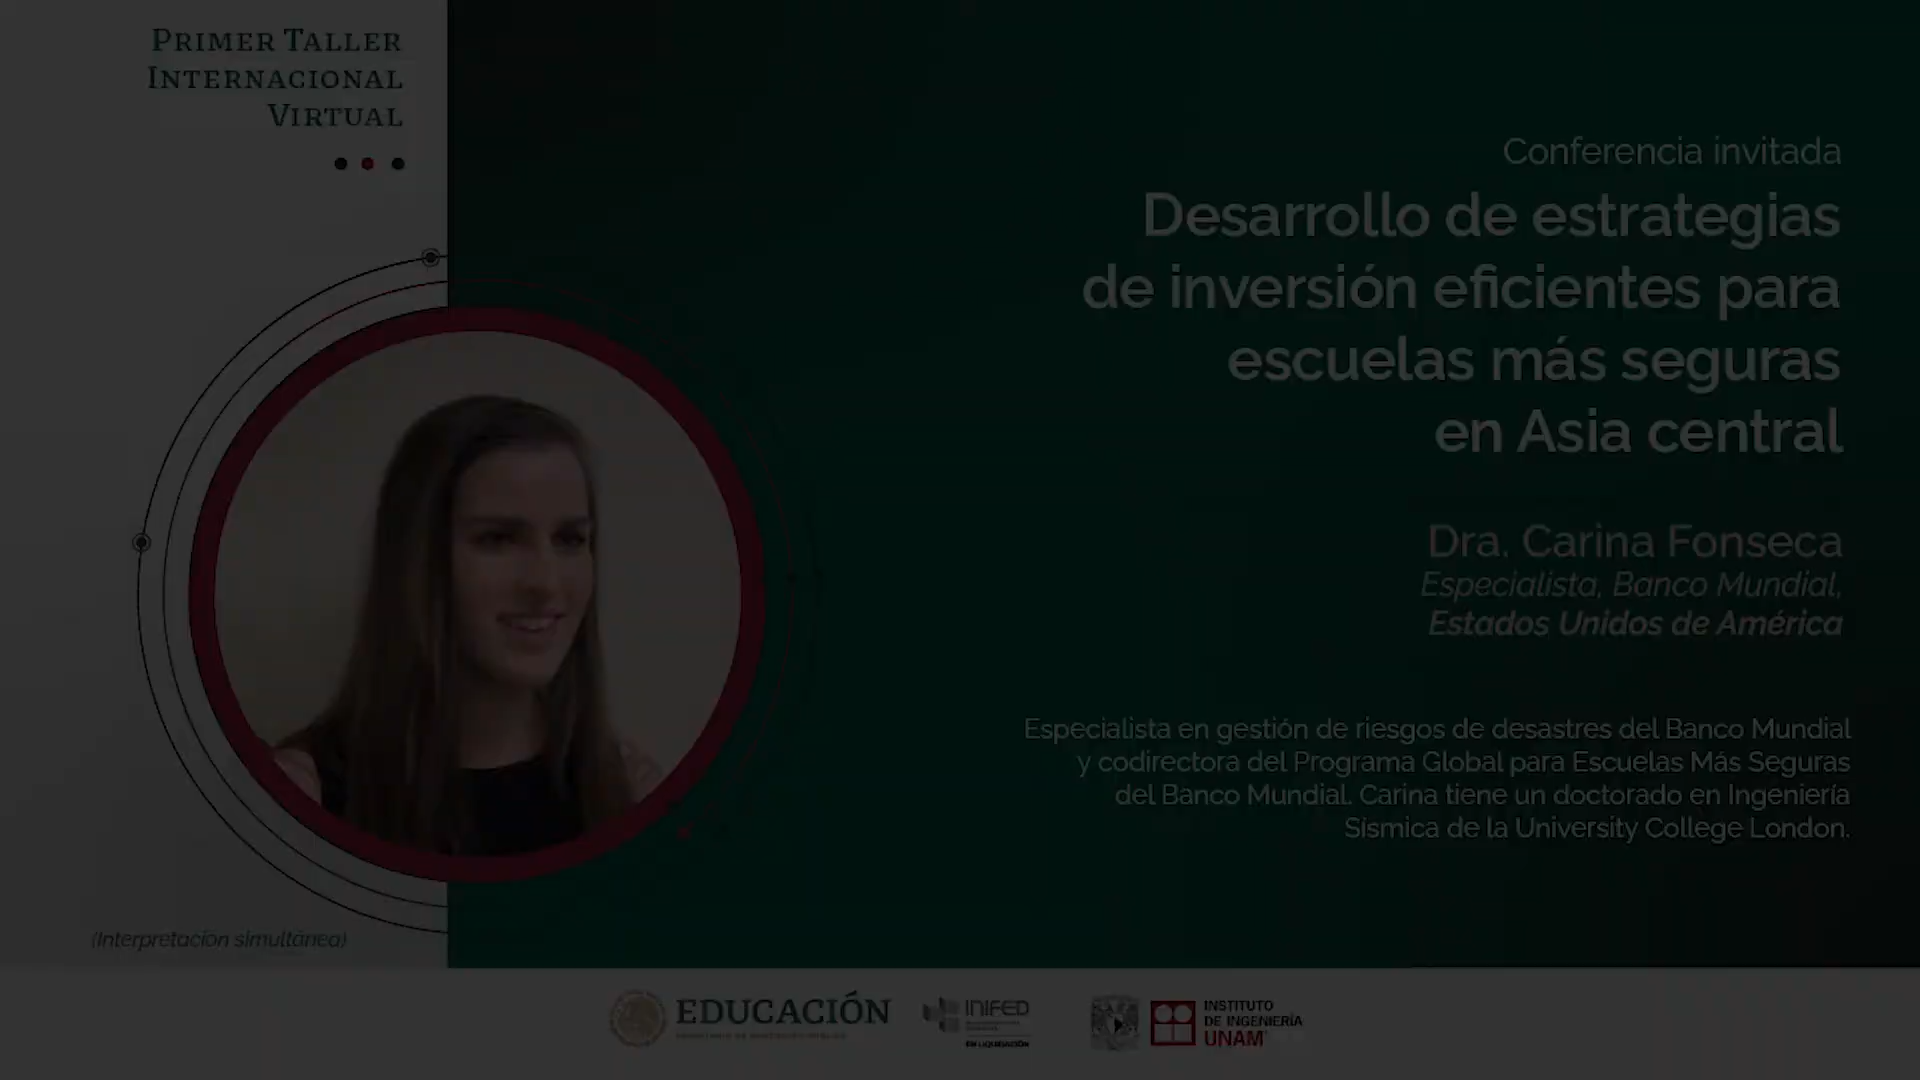 PRIMER TALLER
INTERNACIONAL
VIRTUAL
Conferencia invitada
Desarrollo de estrategias
de inversión eficientes para
escuelas más seguras
en Asia central
Dra. Carina Fonseca
Especialista, Banco Mundial,
Estados Unidos de América
Especialista en gestión de riesgos de desastres del Banco Mundial
y codirectora del Programa Global para Escuelas Más Seguras
del Banco Mundial. Carina tiene un doctorado en Ingeniería
Sísmica de la University College London.
(Interpretación simultánea)
EDUCACIÓN
INIFED
EN LIQUIDACIÓN
INSTITUTO
DE INGENIERÍA
UNAM